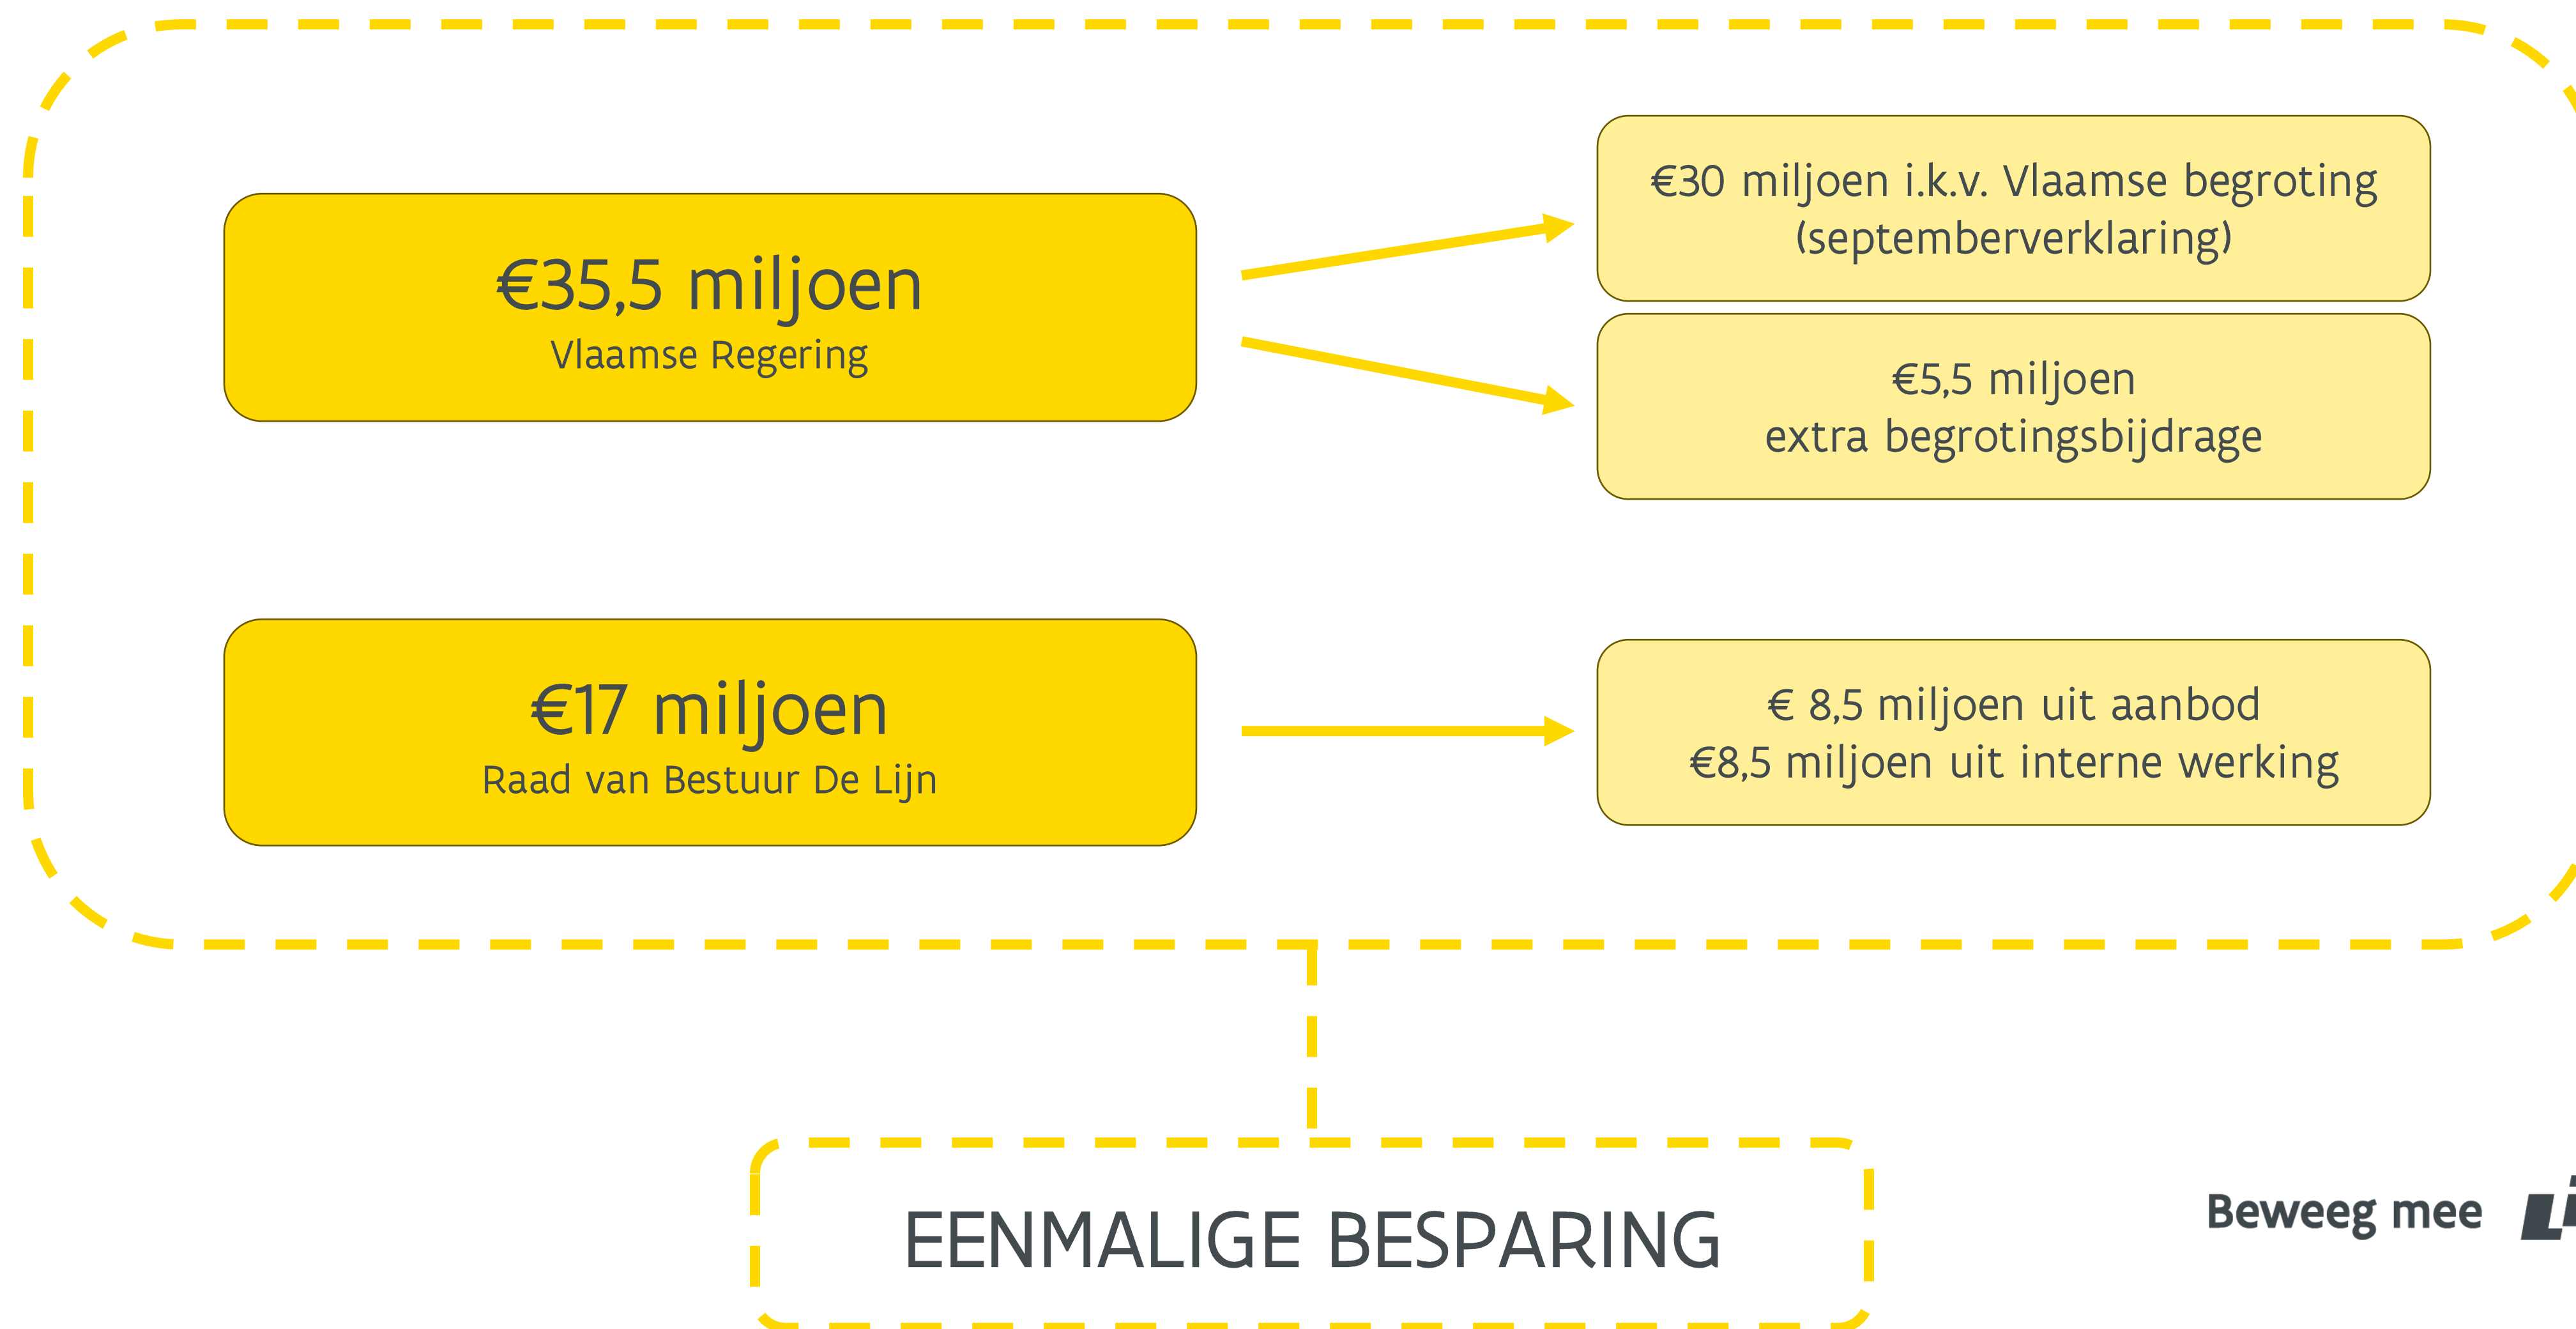 €35,5 miljoen
Vlaamse Regering
€30 miljoen i.k.v. Vlaamse begroting
(septemberverklaring)
€5,5 miljoen
extra begrotingsbijdrage
€17 miljoen
Raad van Bestuur De Lijn
€ 8,5 miljoen uit aanbod
€8,5 miljoen uit interne werking
EENMALIGE BESPARING
Beweeg mee